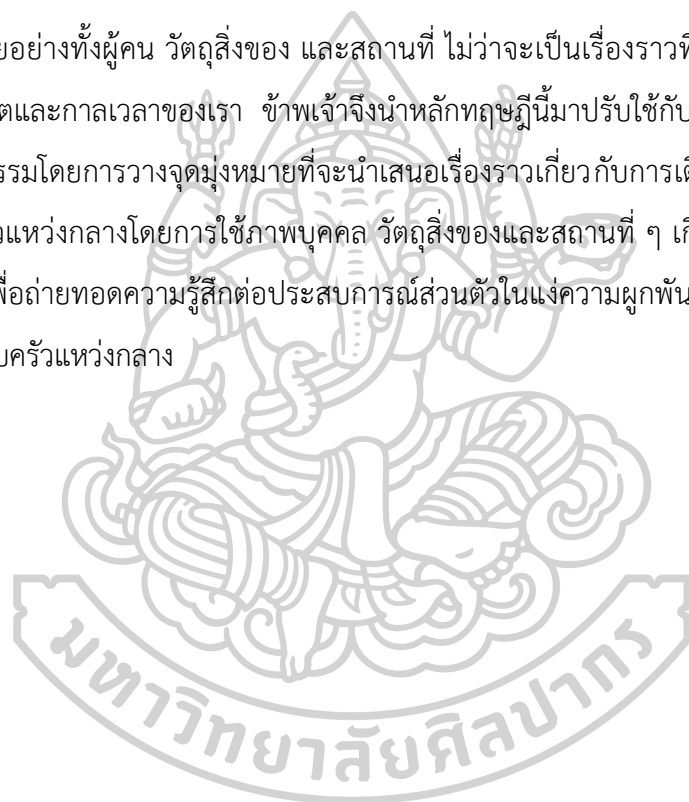 ยอย่างทั้งผู้คน วัตถุสิ่งของ และสถานที่ ไม่ว่าจะเป็นเรื่องราวที
ตและกาลเวลาของเรา ข้าพเจ้าจึงนำหลักทฤษฎีนี้มาปรับใช้กับ
รรมโดยการวางจุดมุ่งหมายที่จะนำเสนอเรื่องราวเกี่ยวกับการเดิ
วแหว่งกลางโดยการใช้ภาพบุคคล วัตถุสิ่งของและสถานที่ ๆ เกี
พื่อถ่ายทอดความรู้สึกต่อประสบการณ์ส่วนตัวในแง่ความผูกพัน
บครัวแหว่งกลาง
มหาวิทยาลัยศิลปากร